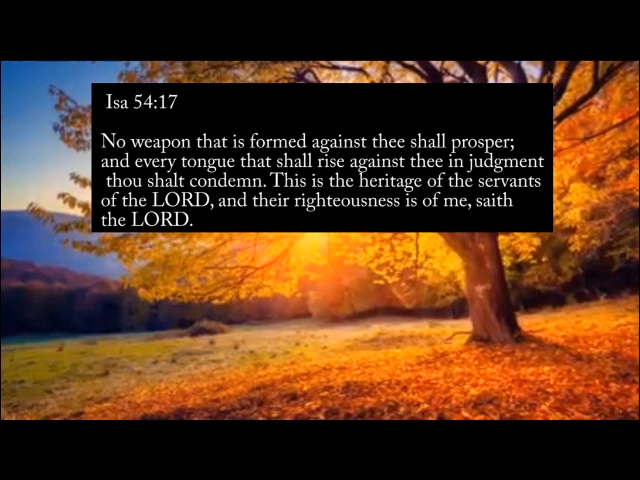 Isa 54:17
No weapon that is formed against thee shall prosper;
and every tongue that shall rise against thee in judgment
thou shalt condemn. This is the heritage of the servants
of the LORD, and their righteousness is of me, saith
the LORD.